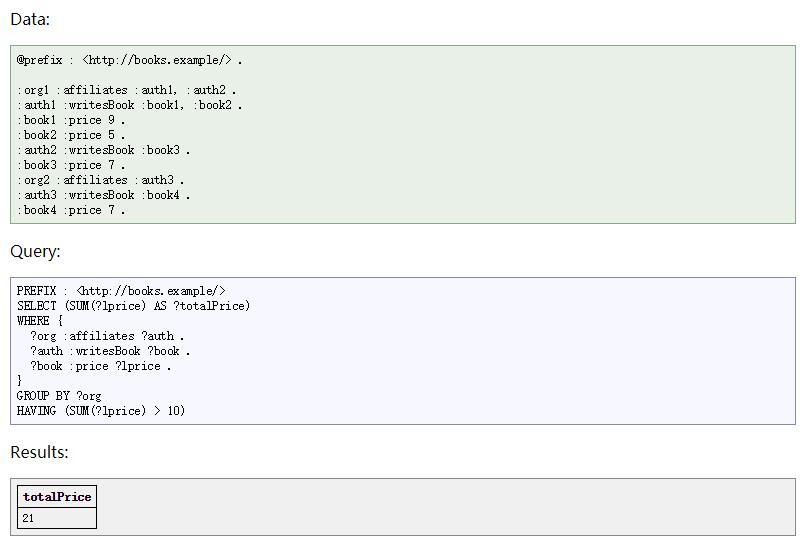 Data:
@prefix : <http://books.example/> .
:org1 :affiliates :auth1, :auth2 .
:auth1 :writesBook :book1, :book2 .
:book1 :price 9 .
:book2 :price 5 .
:auth2 :writesBook :book3 .
:book3 :price 7 .
:org2 :affiliates :auth3 .
:auth3 :writesBook :book4 .
:book4 :price 7 .
Query:
PREFIX : <http://books.example/>
SELECT (SUM(?lprice) AS ?totalPrice)
WHERE {
  ?org :affiliates ?auth .
  ?auth :writesBook ?book .
  ?book :price ?lprice .
}
GROUP BY ?org
HAVING (SUM(?lprice) > 10)
Results:
totalPrice
21